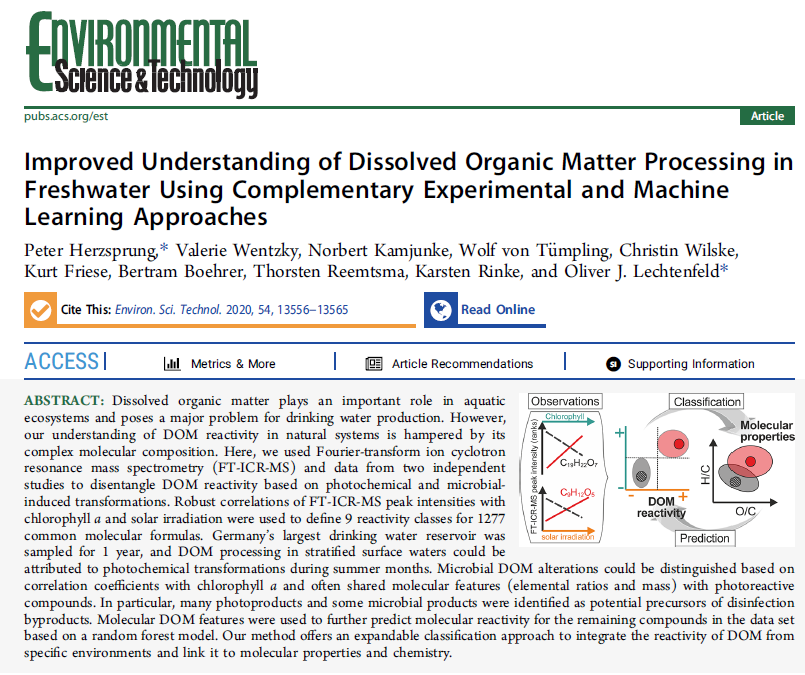 ENVIRONMENTAL
Science & Technology
pubs.acs.org/est
Article
Improved Understanding of Dissolved Organic Matter Processing in
Freshwater Using Complementary Experimental and Machine
Learning Approaches
Peter Herzsprung,* Valerie Wentzky, Norbert Kamjunke, Wolf von Tümpling, Christin Wilske,
Kurt Friese, Bertram Boehrer, Thorsten Reemtsma, Karsten Rinke, and Oliver J. Lechtenfeld*
Cite This: Environ. Sci. Technol. 2020, 54, 13556−13565
Read Online
ACCESS
Metrics & More
Article Recommendations
SI Supporting Information
ABSTRACT: Dissolved organic matter plays an important role in aquatic
ecosystems and poses a major problem for drinking water production. However,
our understanding of DOM reactivity in natural systems is hampered by its
complex molecular composition. Here, we used Fourier-transform ion cyclotron
resonance mass spectrometry (FT-ICR-MS) and data from two independent
studies to disentangle DOM reactivity based on photochemical and microbial-
induced transformations. Robust correlations of FT-ICR-MS peak intensities with
chlorophyll a and solar irradiation were used to define 9 reactivity classes for 1277
common molecular formulas. Germany's largest drinking water reservoir was
sampled for 1 year, and DOM processing in stratified surface waters could be
attributed to photochemical transformations during summer months. Microbial DOM alterations could be distinguished based on
correlation coefficients with chlorophyll a and often shared molecular features (elemental ratios and mass) with photoreactive
compounds. In particular, many photoproducts and some microbial products were identified as potential precursors of disinfection
byproducts. Molecular DOM features were used to further predict molecular reactivity for the remaining compounds in the data set
based on a random forest model. Our method offers an expandable classification approach to integrate the reactivity of DOM from
specific environments and link it to molecular properties and chemistry.
Observations
Chlorophyll
FT-ICR-MS peak intensity (ranks)
C₁₉H₂₂O₇
C₉H₁₂O₅
solar irradiation
Classification
+
−
+
DOM
reactivity
Molecular
properties
H/C
O/C
Prediction